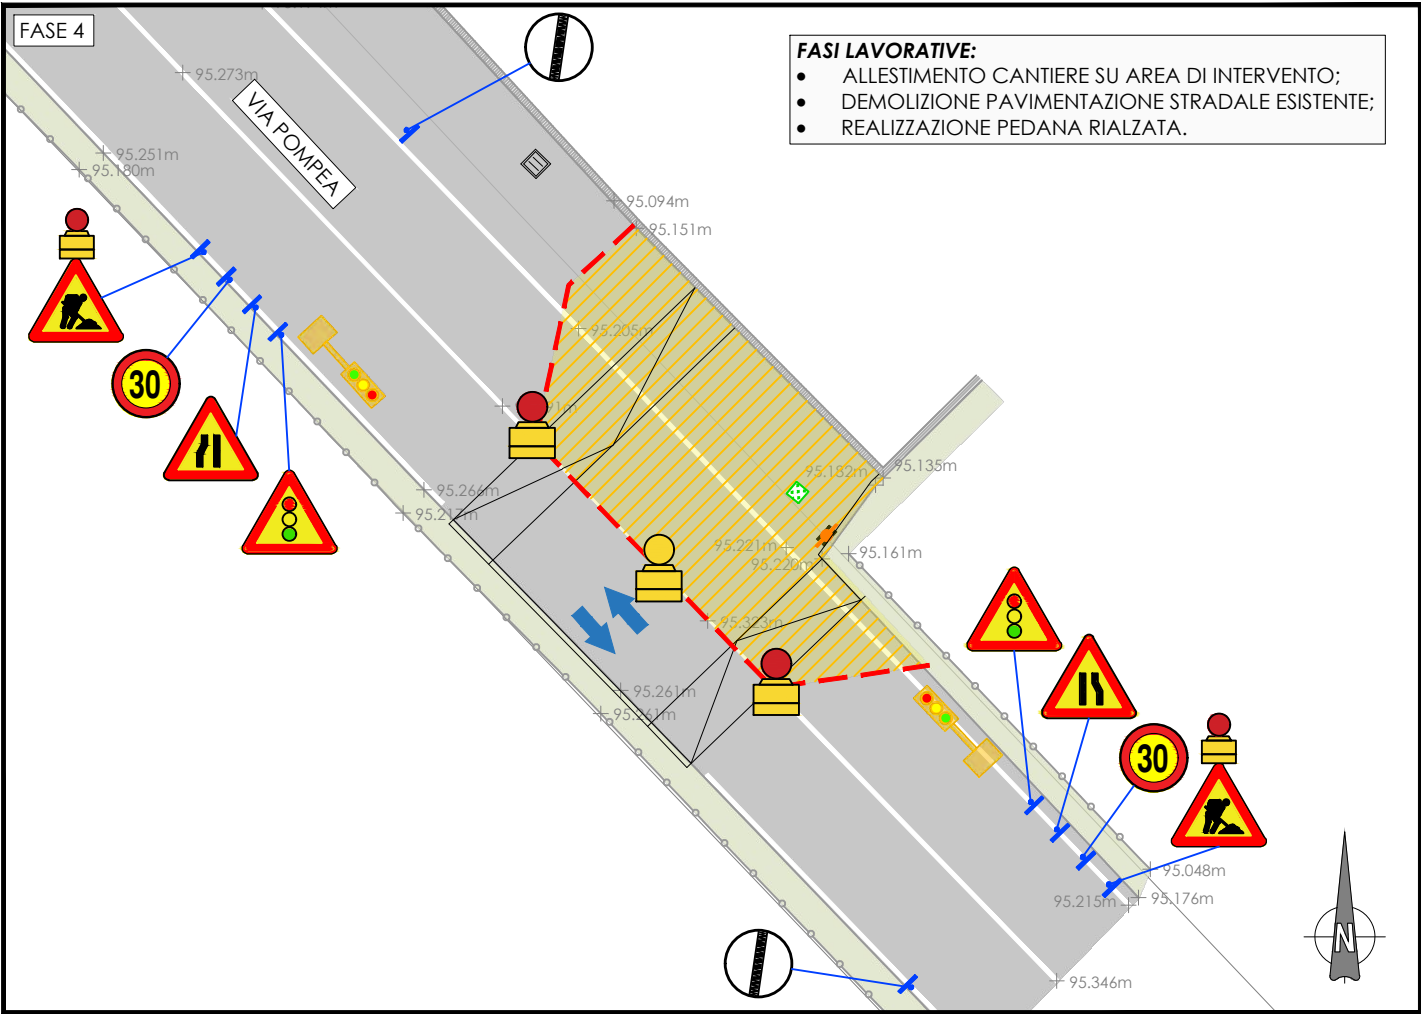 FASE 4
FASI LAVORATIVE:
• ALLESTIMENTO CANTIERE SU AREA DI INTERVENTO;
• DEMOLIZIONE PAVIMENTAZIONE STRADALE ESISTENTE;
• REALIZZAZIONE PEDANA RIALZATA.
95.273m
VIA POMPEA
95.251m
95.180m
95.094m
95.151m
95.205m
30
95.266m
95.217m
95.182m
95.135m
95.221m
95.220m
95.161m
95.323m
95.261m
95.261m
30
95.048m
95.176m
95.215m
95.346m
N